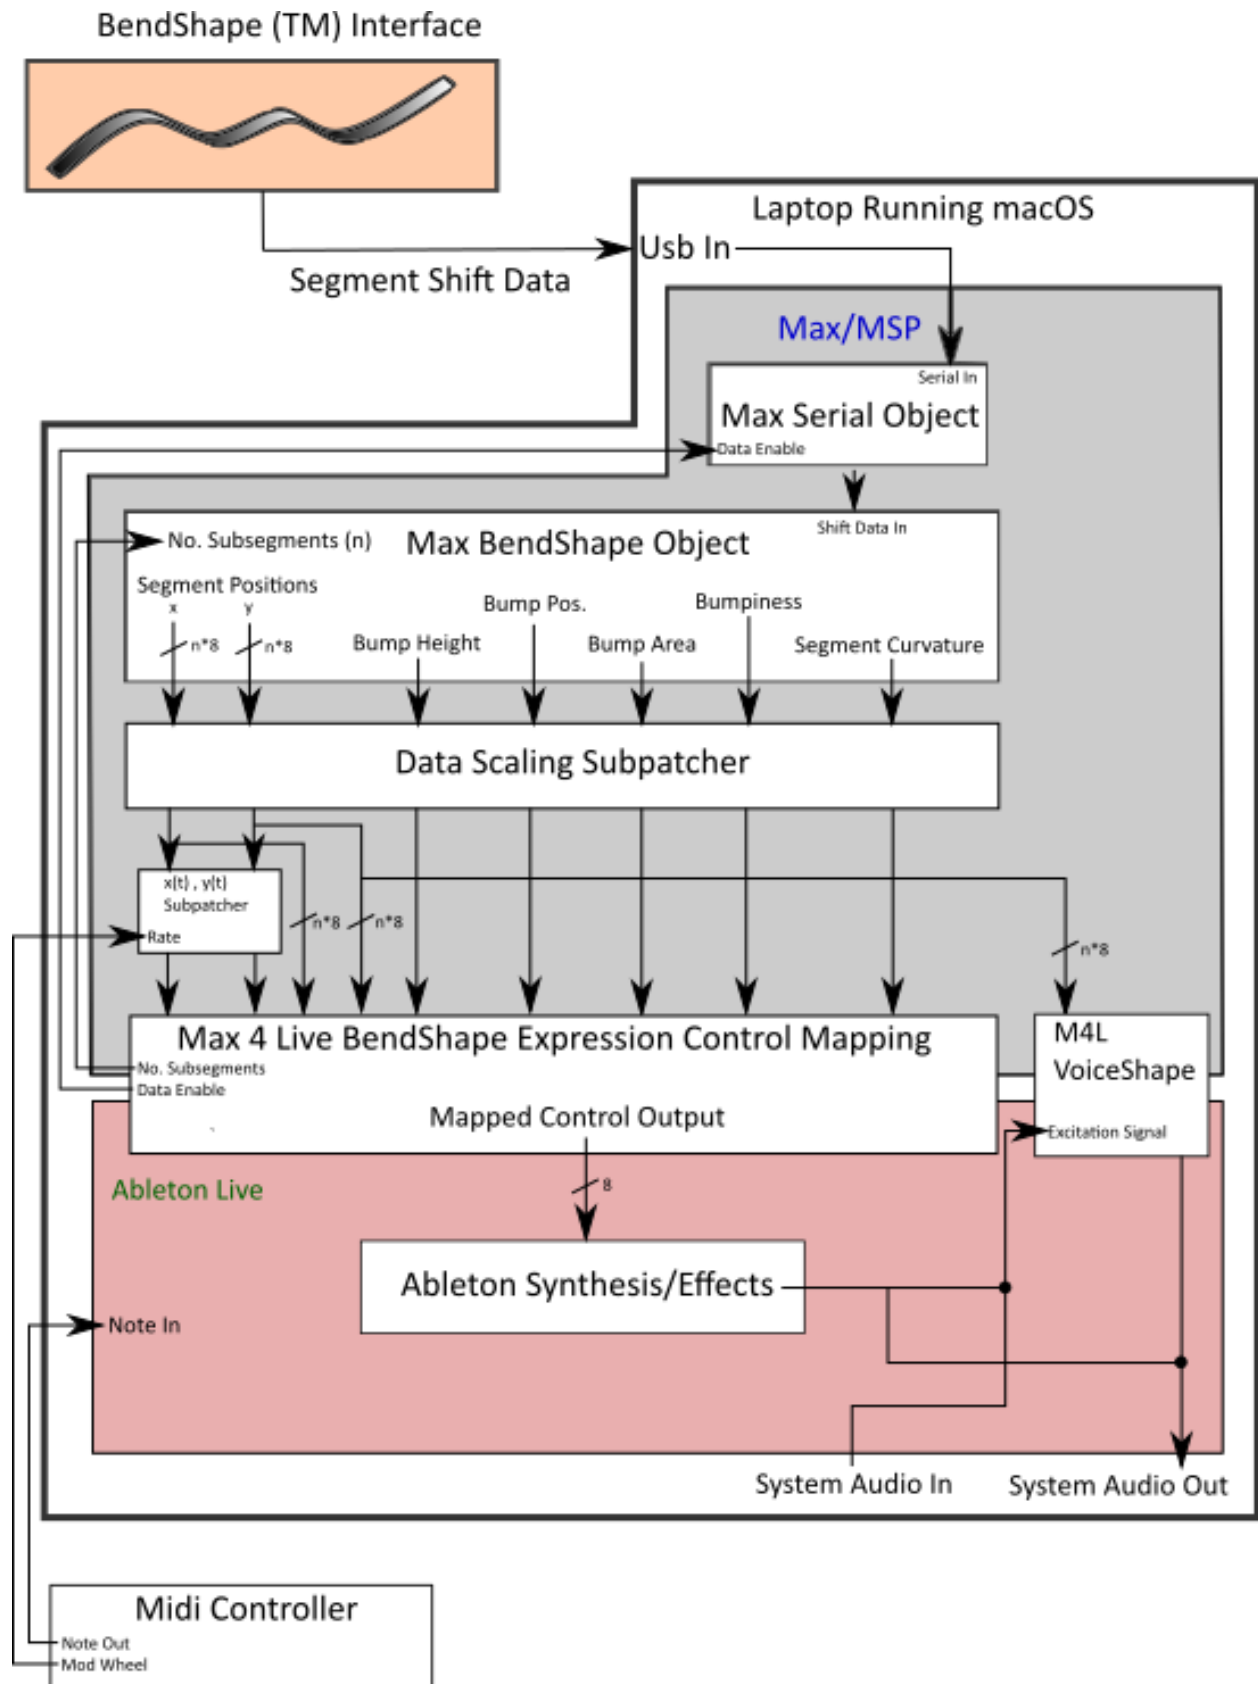 BendShape (TM) Interface
Laptop Running macOS
Usb In
Segment Shift Data
Max/MSP
Serial In
Max Serial Object
Data Enable
Shift Data In
No. Subsegments (n)
Max BendShape Object
Segment Positions
x
y
Bump Pos.
Bumpiness
n*8
n*8
Bump Height
Bump Area
Segment Curvature
Data Scaling Subpatcher
x(t) , y(t)
Subpatcher
Rate
n*8
n*8
n*8
Max 4 Live BendShape Expression Control Mapping
No. Subsegments
Data Enable
Mapped Control Output
M4L
VoiceShape
Excitation Signal
Ableton Live
8
Ableton Synthesis/Effects
Note In
System Audio In
System Audio Out
Midi Controller
Note Out
Mod Wheel